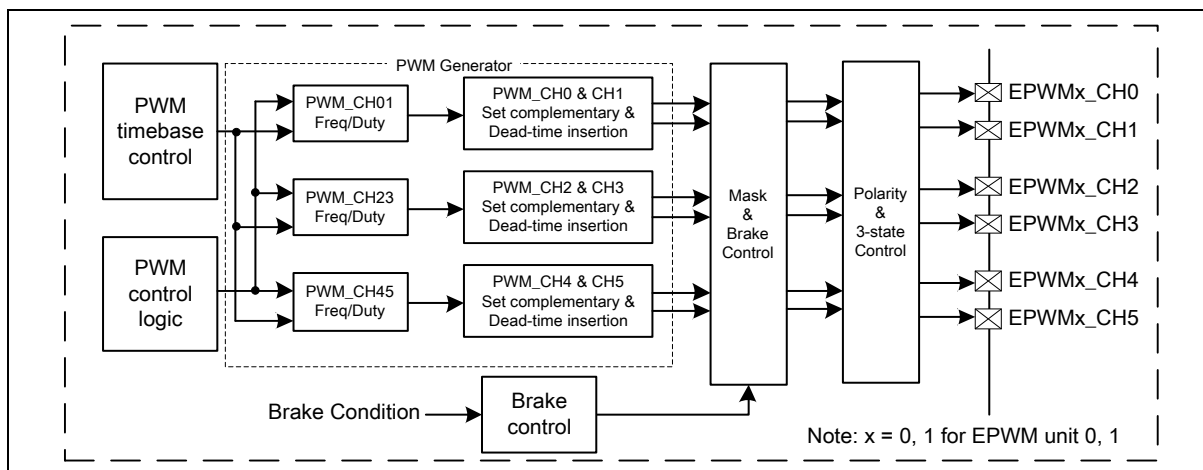 PWM Generator
PWM
timebase
control
PWM_CH01
Freq/Duty
PWM_CH0 & CH1
Set complementary &
Dead-time insertion
PWM_CH23
Freq/Duty
PWM_CH2 & CH3
Set complementary &
Dead-time insertion
PWM
control
logic
PWM_CH45
Freq/Duty
PWM_CH4 & CH5
Set complementary &
Dead-time insertion
Mask
&
Brake
Control
Polarity
&
3-state
Control
EPWMx_CH0
EPWMx_CH1
EPWMx_CH2
EPWMx_CH3
EPWMx_CH4
EPWMx_CH5
Brake Condition
Brake
control
Note: x = 0, 1 for EPWM unit 0, 1